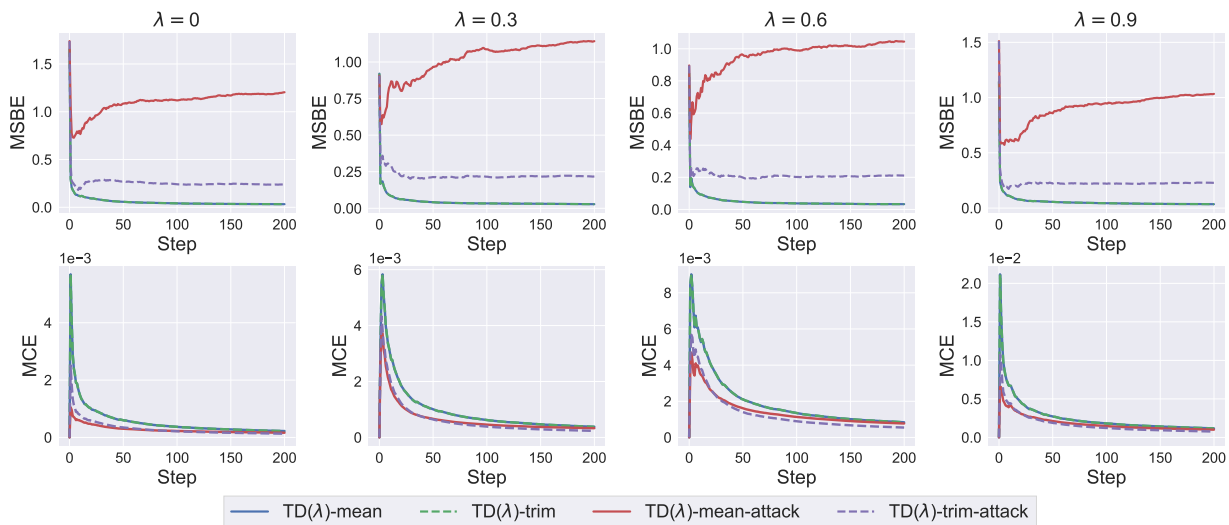 λ = 0
λ = 0.3
λ = 0.6
λ = 0.9
MSBE
1.5
1.0
0.5
0.0
0 50 100 150 200
Step
MSBE
1.00
0.75
0.50
0.25
0.00
0 50 100 150 200
Step
MSBE
1.0
0.8
0.6
0.4
0.2
0.0
0 50 100 150 200
Step
MSBE
1.5
1.0
0.5
0.0
0 50 100 150 200
Step
1e−3
MCE
4
2
0
0 50 100 150 200
Step
1e−3
MCE
6
4
2
0
0 50 100 150 200
Step
1e−3
MCE
8
6
4
2
0
0 50 100 150 200
Step
1e−2
MCE
2.0
1.5
1.0
0.5
0.0
0 50 100 150 200
Step
TD(λ)-mean TD(λ)-trim TD(λ)-mean-attack TD(λ)-trim-attack